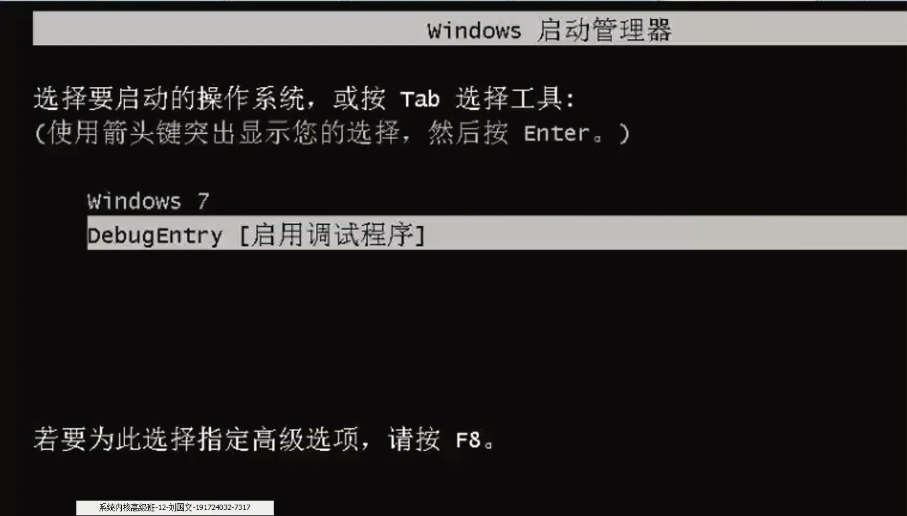 Windows 启动管理器
选择要启动的操作系统，或按 Tab 选择工具:
(使用箭头键突出显示您的选择，然后按 Enter。)
Windows 7
DebugEntry [启用调试程序]
若要为此选择指定高级选项，请按 F8。
系统内核高级班-12-刘国文-191724032-7317